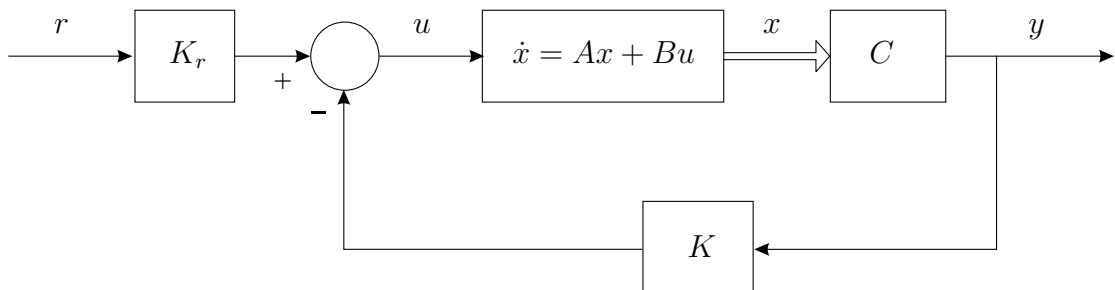 r
K_r
+
−
u
ẋ = Ax + Bu
x
C
y
K